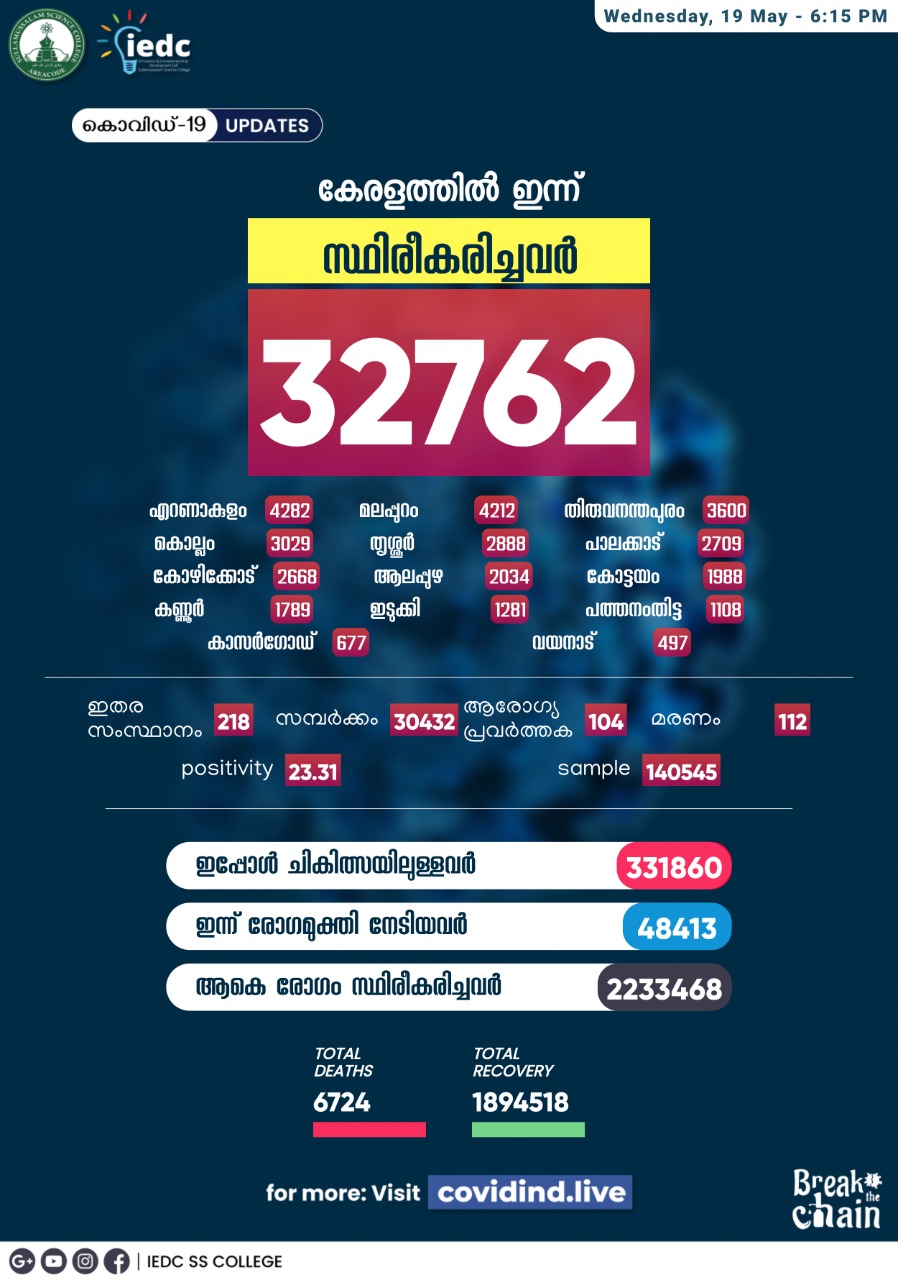 Wednesday, 19 May - 6:15 PM
SULLAMUSSALAM SCIENCE COLLEGE
AREACODE
iedc
കൊവിഡ്-19 UPDATES
കേരളത്തിൽ ഇന്ന്
സ്ഥിരീകരിച്ചവർ
32762
എറണാകുളം 4282 മലപ്പുറം 4212 തിരുവനന്തപുരം 3600
കൊല്ലം 3029 തൃശ്ശൂർ 2888 പാലക്കാട് 2709
കോഴിക്കോട് 2668 ആലപ്പുഴ 2034 കോട്ടയം 1988
കണ്ണൂർ 1789 ഇടുക്കി 1281 പത്തനംതിട്ട 1108
കാസർഗോഡ് 677 വയനാട് 497
ഇതര
സംസ്ഥാനം 218 സമ്പർക്കം 30432 ആരോഗ്യ
പ്രവർത്തക 104 മരണം 112
positivity 23.31 sample 140545
ഇപ്പോൾ ചികിത്സയിലുള്ളവർ 331860
ഇന്ന് രോഗമുക്തി നേടിയവർ 48413
ആകെ രോഗം സ്ഥിരീകരിച്ചവർ 2233468
TOTAL
DEATHS
6724
TOTAL
RECOVERY
1894518
for more: Visit covidind.live
Break
the
chain
IEDC SS COLLEGE